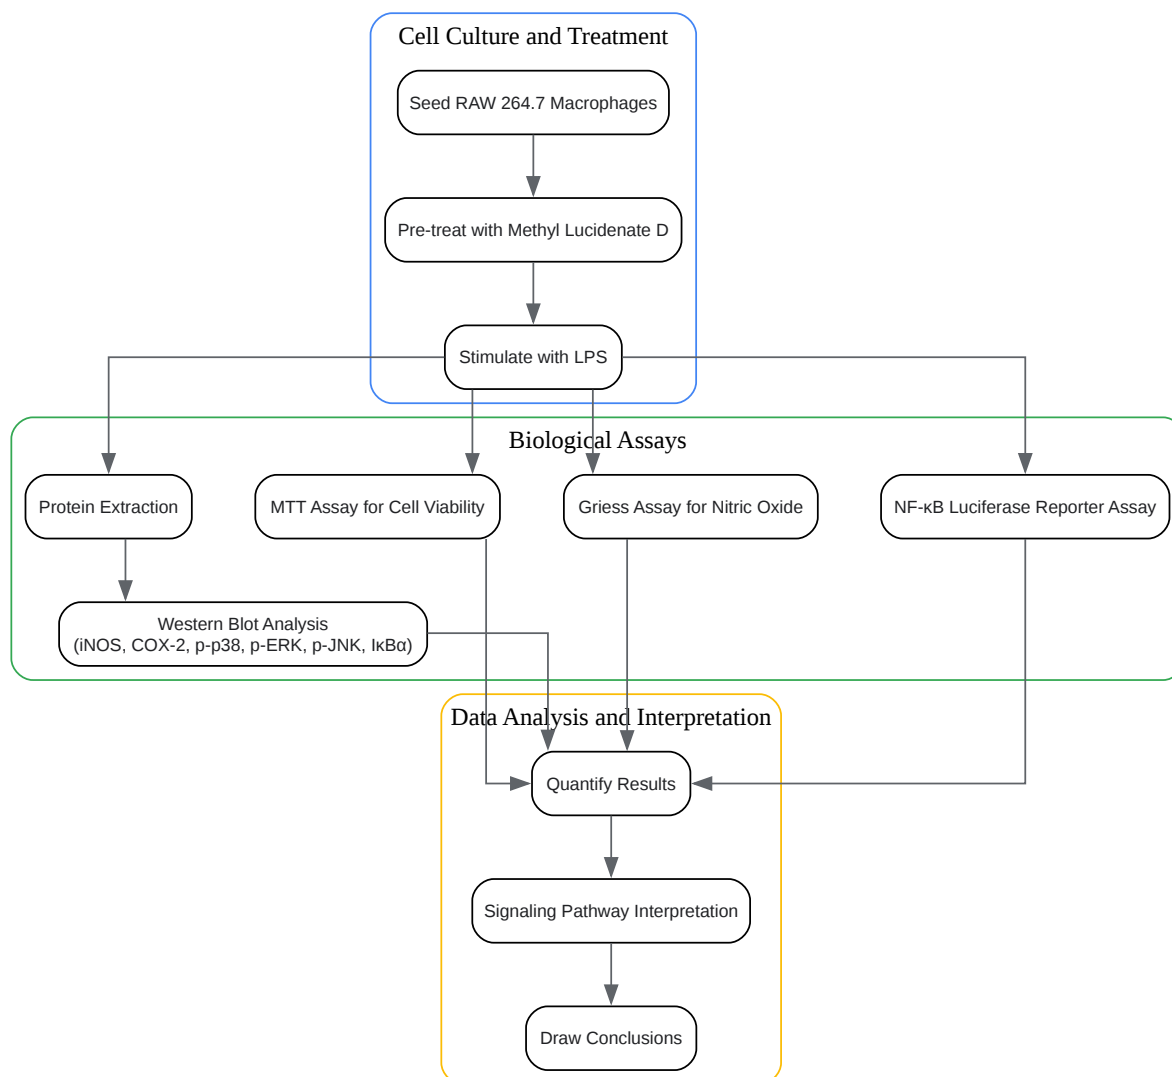 Cell Culture and Treatment
Seed RAW 264.7 Macrophages
Pre-treat with Methyl Lucidenate D
Stimulate with LPS
Biological Assays
Protein Extraction
MTT Assay for Cell Viability
Griess Assay for Nitric Oxide
NF-κB Luciferase Reporter Assay
Western Blot Analysis
(iNOS, COX-2, p-p38, p-ERK, p-JNK, IκBα)
Data Analysis and Interpretation
Quantify Results
Signaling Pathway Interpretation
Draw Conclusions